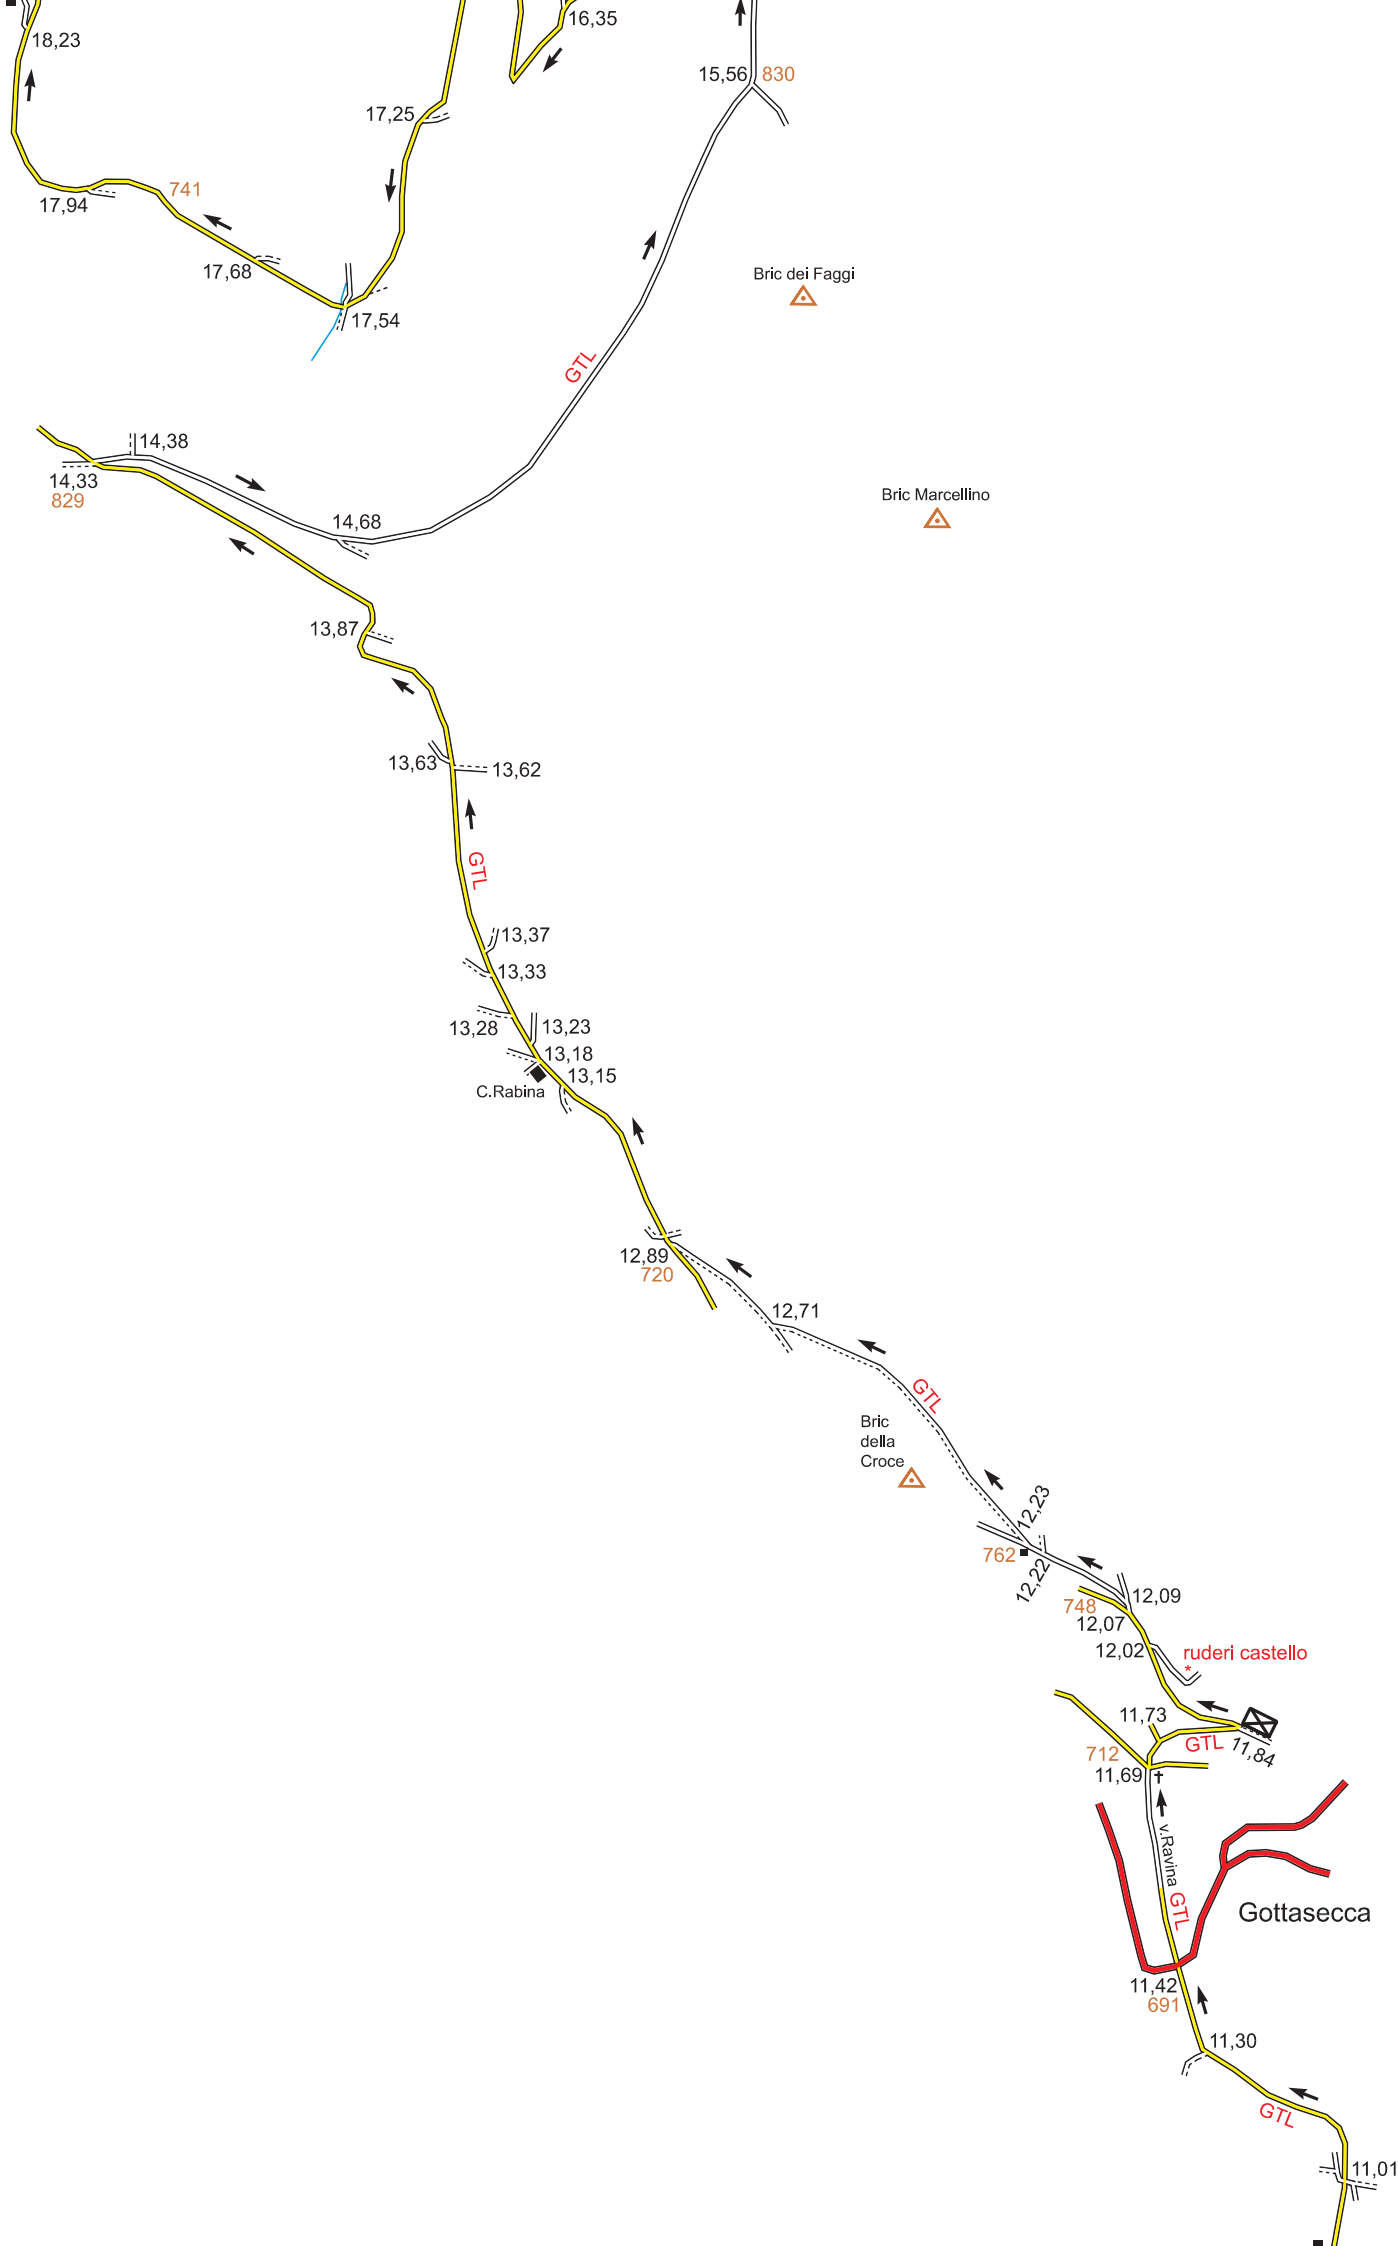 16,35
18,23
15,56 830
17,25
741
17,94
17,68
Bric dei Faggi
17,54
GTL
14,38
14,33
829
Bric Marcellino
14,68
13,87
13,63 13,62
GTL
13,37
13,33
13,28 13,23
13,18
13,15
C.Rabina
12,89
720
12,71
GTL
Bric
della
Croce
12,23
762
12,22
12,09
748
12,07
12,02
ruderi castello
*
11,73
GTL
11,84
712
11,69
v.Ravina
GTL
Gottasecca
11,42
691
11,30
GTL
11,01